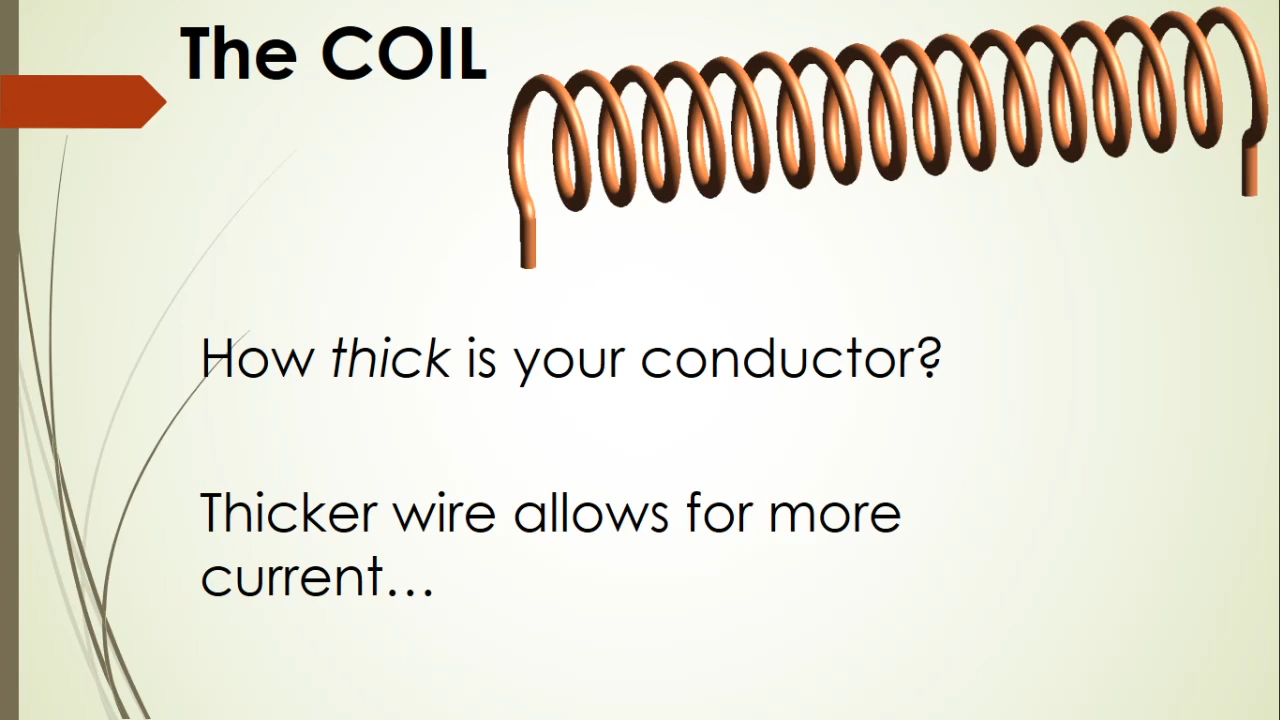 The COIL
How thick is your conductor?
Thicker wire allows for more
current…